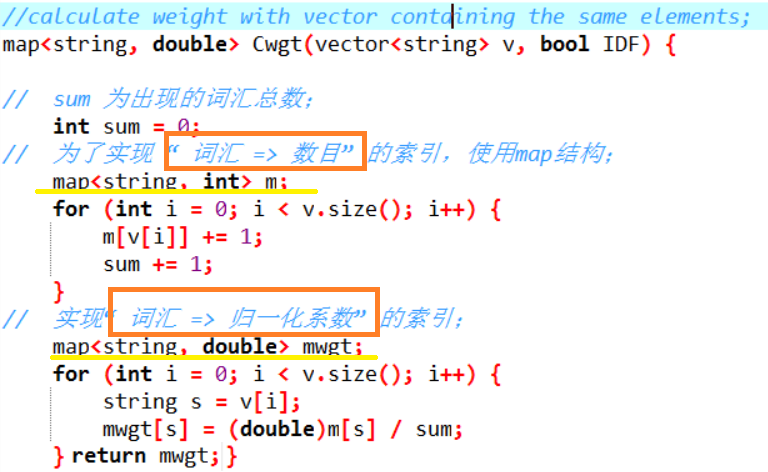 //calculate weight with vector containing the same elements;
map<string, double> Cwgt(vector<string> v, bool IDF) {
// sum 为出现的词汇总数;
int sum = 0;
// 为了实现 “ 词汇 => 数目” 的索引, 使用map结构;
map<string, int> m;
for (int i = 0; i < v.size(); i++) {
m[v[i]] += 1;
sum += 1;
}
// 实现“ 词汇 => 归一化系数” 的索引;
map<string, double> mwgt;
for (int i = 0; i < v.size(); i++) {
string s = v[i];
mwgt[s] = (double)m[s] / sum;
} return mwgt;}